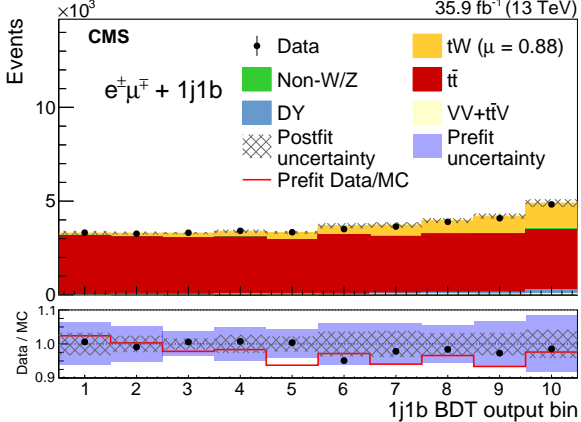 ×10³
35.9 fb⁻¹ (13 TeV)
Events
CMS
e±μ∓ + 1j1b
Data
tW (μ = 0.88)
Non-W/Z
tt̄
DY
VV+tt̄V
Postfit uncertainty
Prefit uncertainty
Prefit Data/MC
10
5
0
Data / MC
1.1
1.0
0.9
1 2 3 4 5 6 7 8 9 10
1j1b BDT output bin